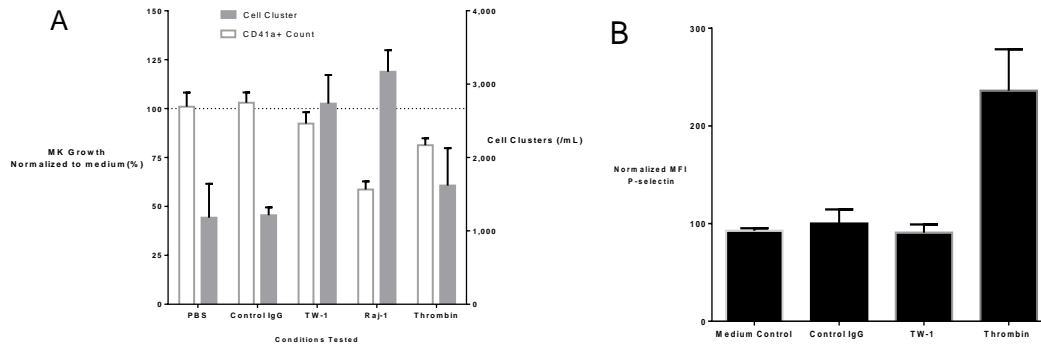 A
Cell Cluster
CD41a+ Count
150
125
100
75
50
25
0
4,000
3,000
2,000
1,000
0
MK Growth
Normalized to medium(%)
Cell Clusters (/mL)
PBS
Control IgG
TW-1
Raj-1
Thrombin
Conditions Tested
B
300
200
100
0
Normalized MFI
P-selectin
Medium Control
Control IgG
TW-1
Thrombin